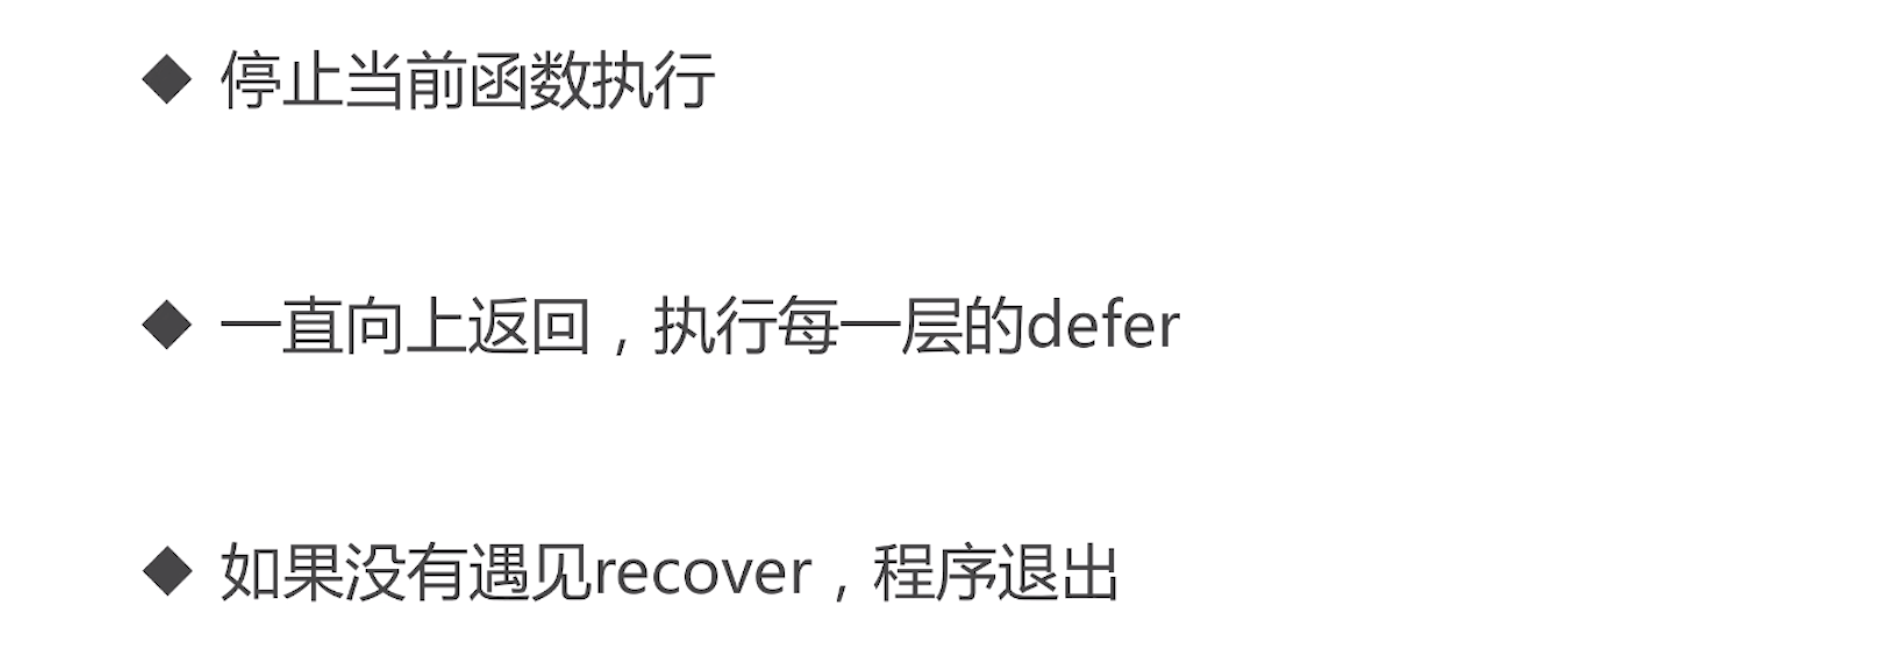 ◆ 停止当前函数执行
◆ 一直向上返回，执行每一层的defer
◆ 如果没有遇见recover，程序退出